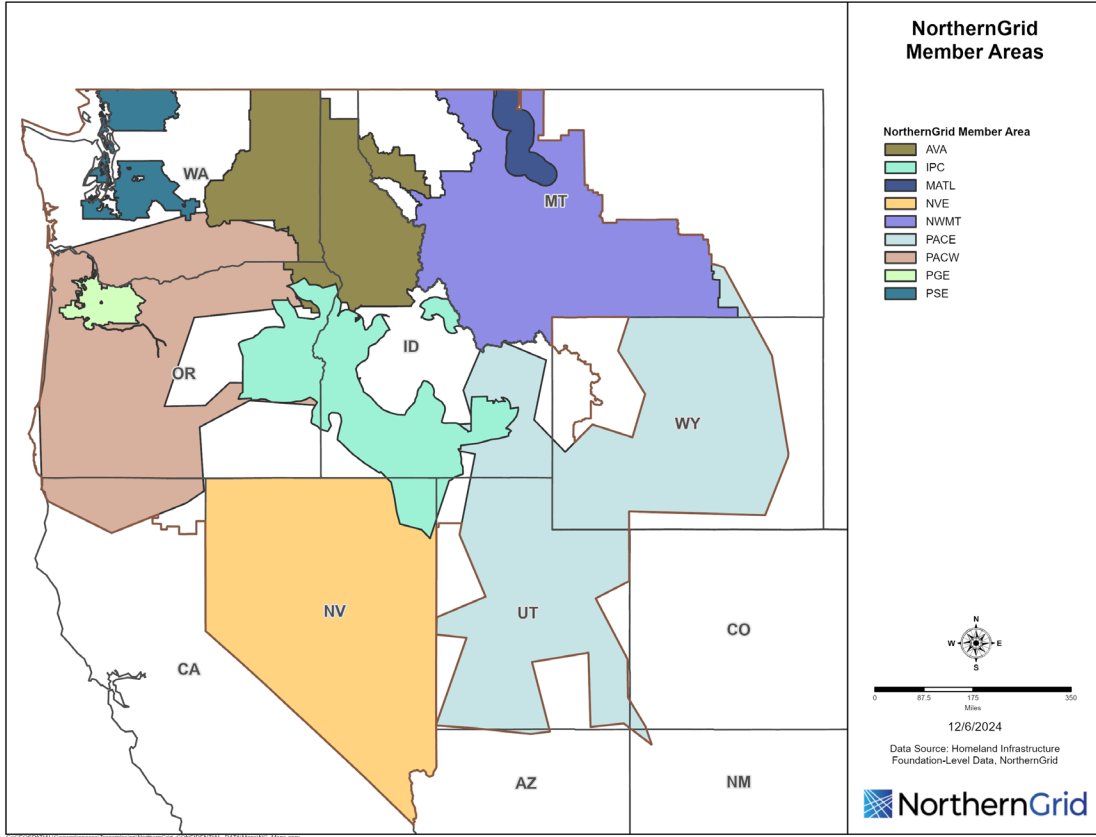 NorthernGrid
Member Areas
NorthernGrid Member Area
AVA
IPC
MATL
NVE
NWMT
PACE
PACW
PGE
PSE
WA
MT
OR
ID
WY
NV
UT
CO
CA
AZ
NM
N
W
E
S
0 87.5 175 350
Miles
12/6/2024
Data Source: Homeland Infrastructure
Foundation-Level Data, NorthernGrid
NorthernGrid